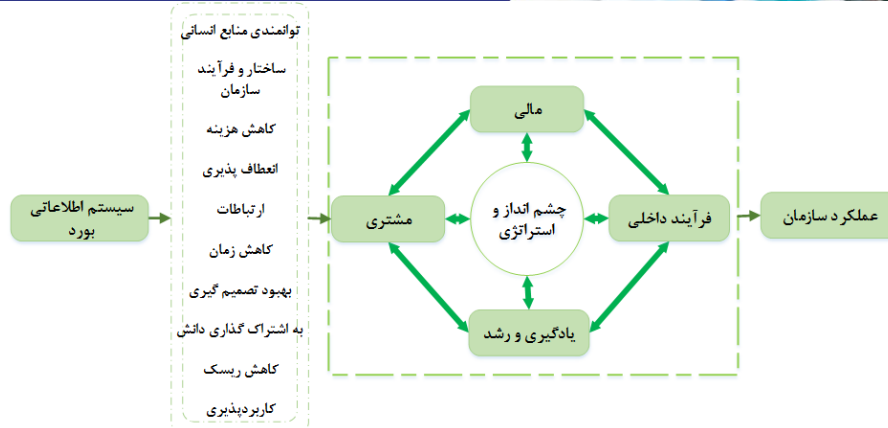 توانمندی منابع انسانی
ساختار و فرآیند
سازمان
کاهش هزینه
انعطاف پذیری
ارتباطات
کاهش زمان
بهبود تصمیم گیری
به اشتراک گذاری دانش
کاهش ریسک
کاربردپذیری
سیستم اطلاعاتی
بورد
مالی
مشتری
چشم انداز و
استراتژی
فرآیند داخلی
یادگیری و رشد
عملکرد سازمان